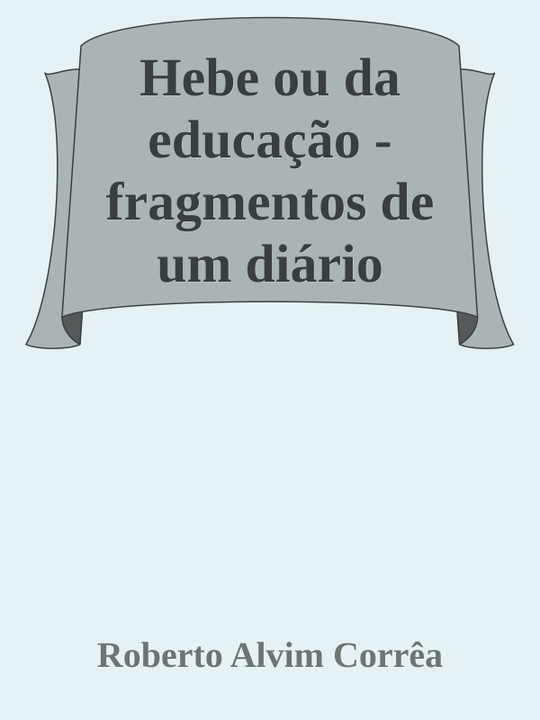 Hebe ou da
educação -
fragmentos de
um diário
Roberto Alvim Corrêa